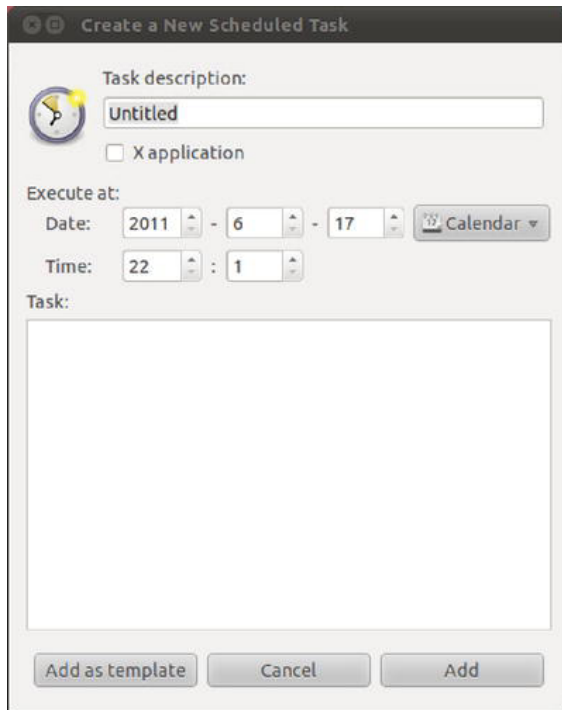 Create a New Scheduled Task
Task description:
Untitled
X application
Execute at:
Date: 2011 - 6 - 17 Calendar
Time: 22 : 1
Task:
Add as template Cancel Add